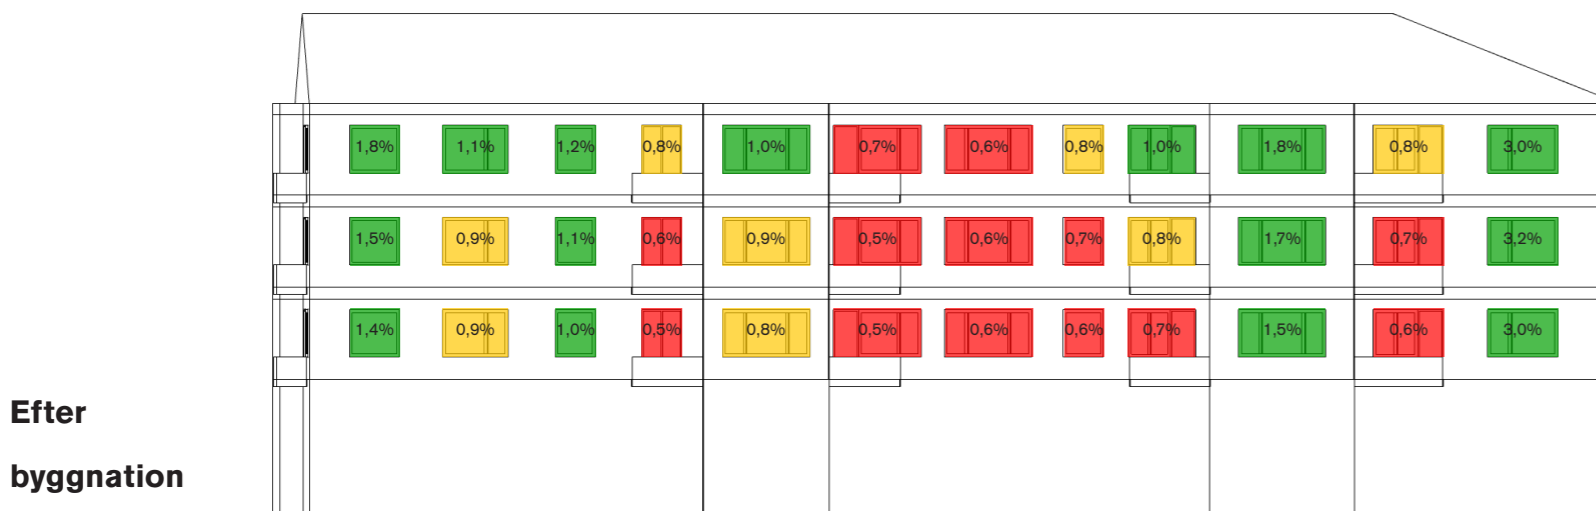 1,8% 1,1% 1,2% 0,8% 1,0% 0,7% 0,6% 0,8% 1,0% 1,8% 0,8% 3,0%
1,5% 0,9% 1,1% 0,6% 0,9% 0,5% 0,6% 0,7% 0,8% 1,7% 0,7% 3,2%
1,4% 0,9% 1,0% 0,5% 0,8% 0,5% 0,6% 0,6% 0,7% 1,5% 0,6% 3,0%
Efter
byggnation